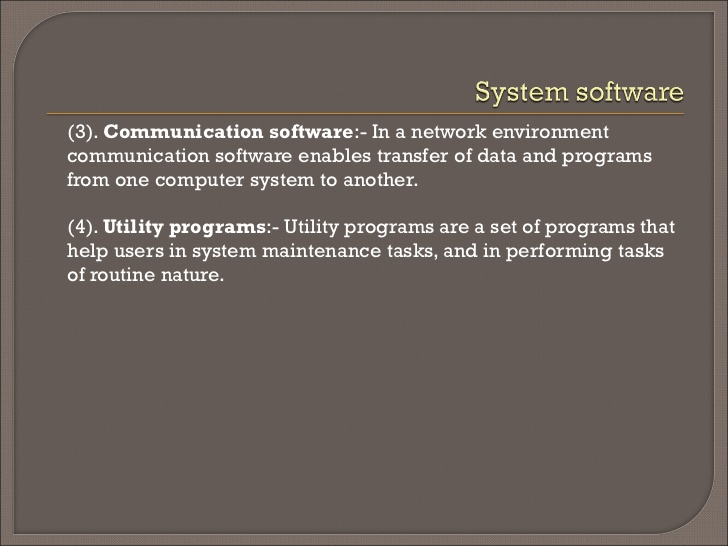 System software
(3). Communication software:- In a network environment
communication software enables transfer of data and programs
from one computer system to another.
(4). Utility programs:- Utility programs are a set of programs that
help users in system maintenance tasks, and in performing tasks
of routine nature.